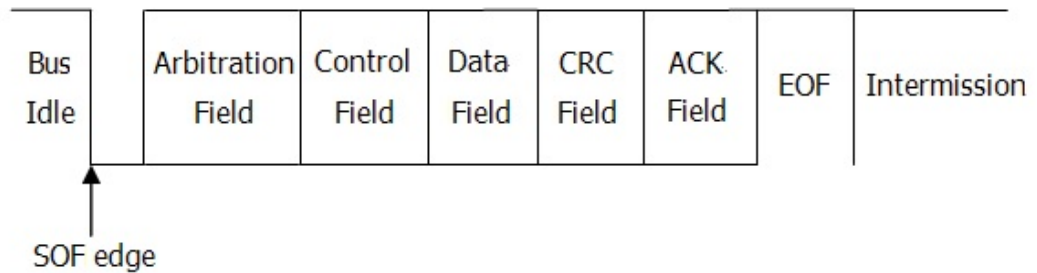 Bus
Idle
Arbitration
Field
Control
Field
Data
Field
CRC
Field
ACK
Field
EOF
Intermission
SOF edge